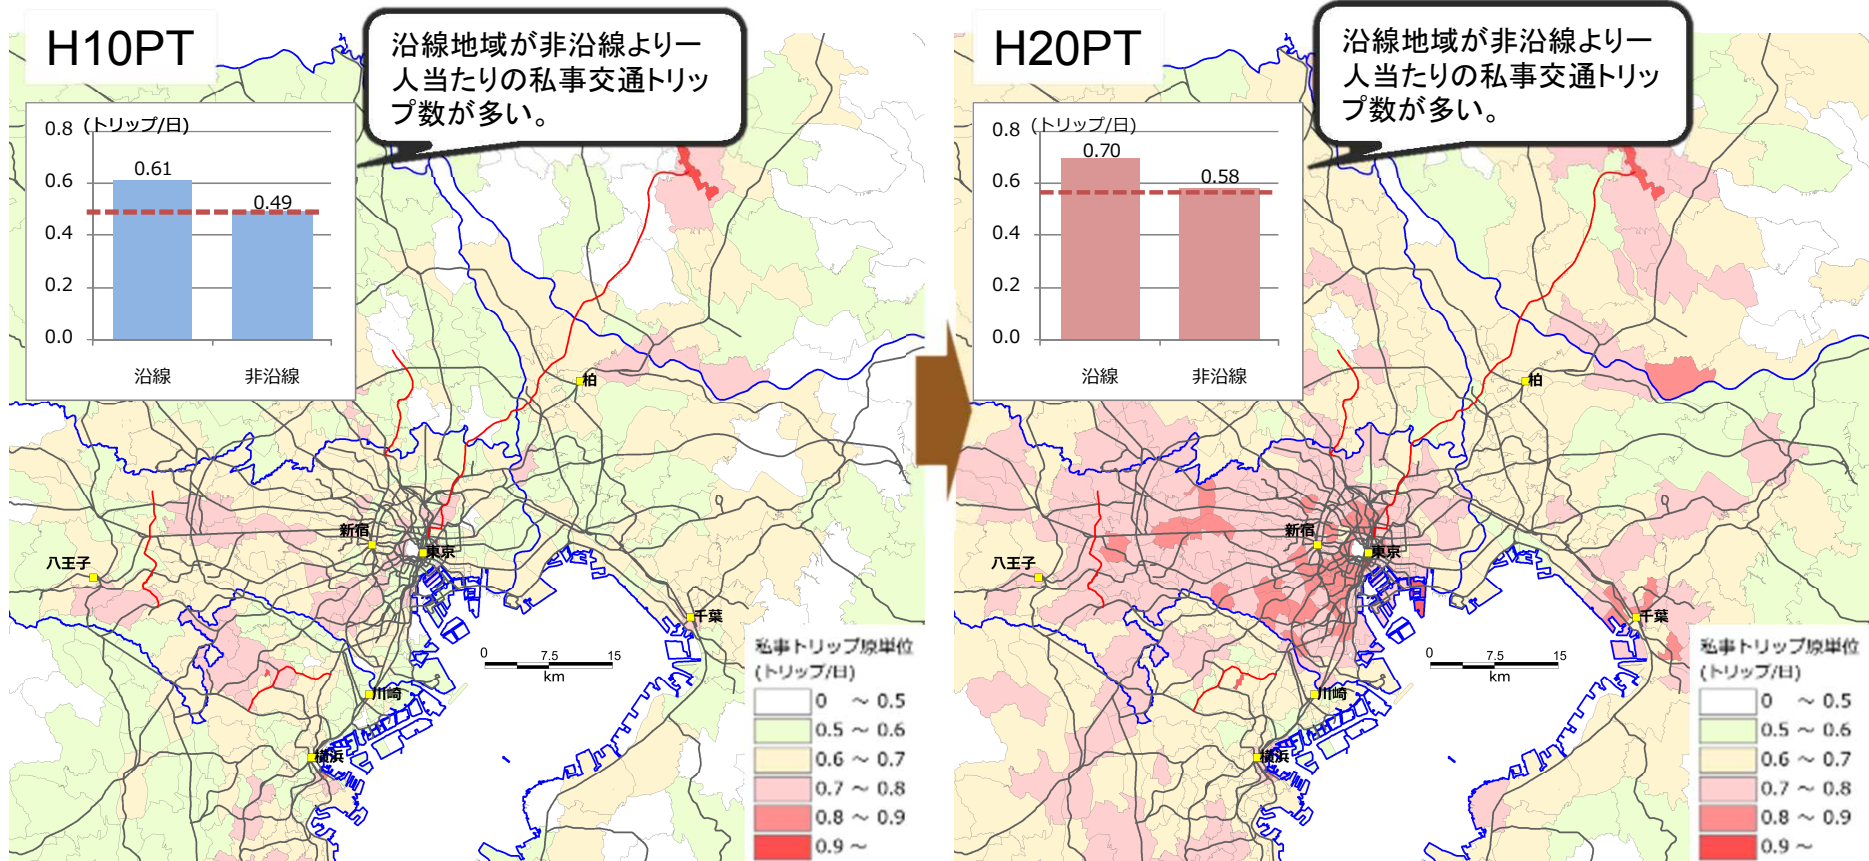 H10PT
沿線地域が非沿線より一
人当たりの私事交通トリッ
プ数が多い。
(トリップ/日)
0.8
0.6
0.4
0.2
0.0
0.61
0.49
沿線
非沿線
柏
新宿
東京
八王子
千葉
川崎
横浜
0 7.5 15
km
私事トリップ原単位
(トリップ/日)
0 ～ 0.5
0.5 ～ 0.6
0.6 ～ 0.7
0.7 ～ 0.8
0.8 ～ 0.9
0.9 ～
H20PT
沿線地域が非沿線より一
人当たりの私事交通トリッ
プ数が多い。
(トリップ/日)
0.8
0.6
0.4
0.2
0.0
0.70
0.58
沿線
非沿線
柏
新宿
東京
八王子
千葉
川崎
横浜
0 7.5 15
km
私事トリップ原単位
(トリップ/日)
0 ～ 0.5
0.5 ～ 0.6
0.6 ～ 0.7
0.7 ～ 0.8
0.8 ～ 0.9
0.9 ～